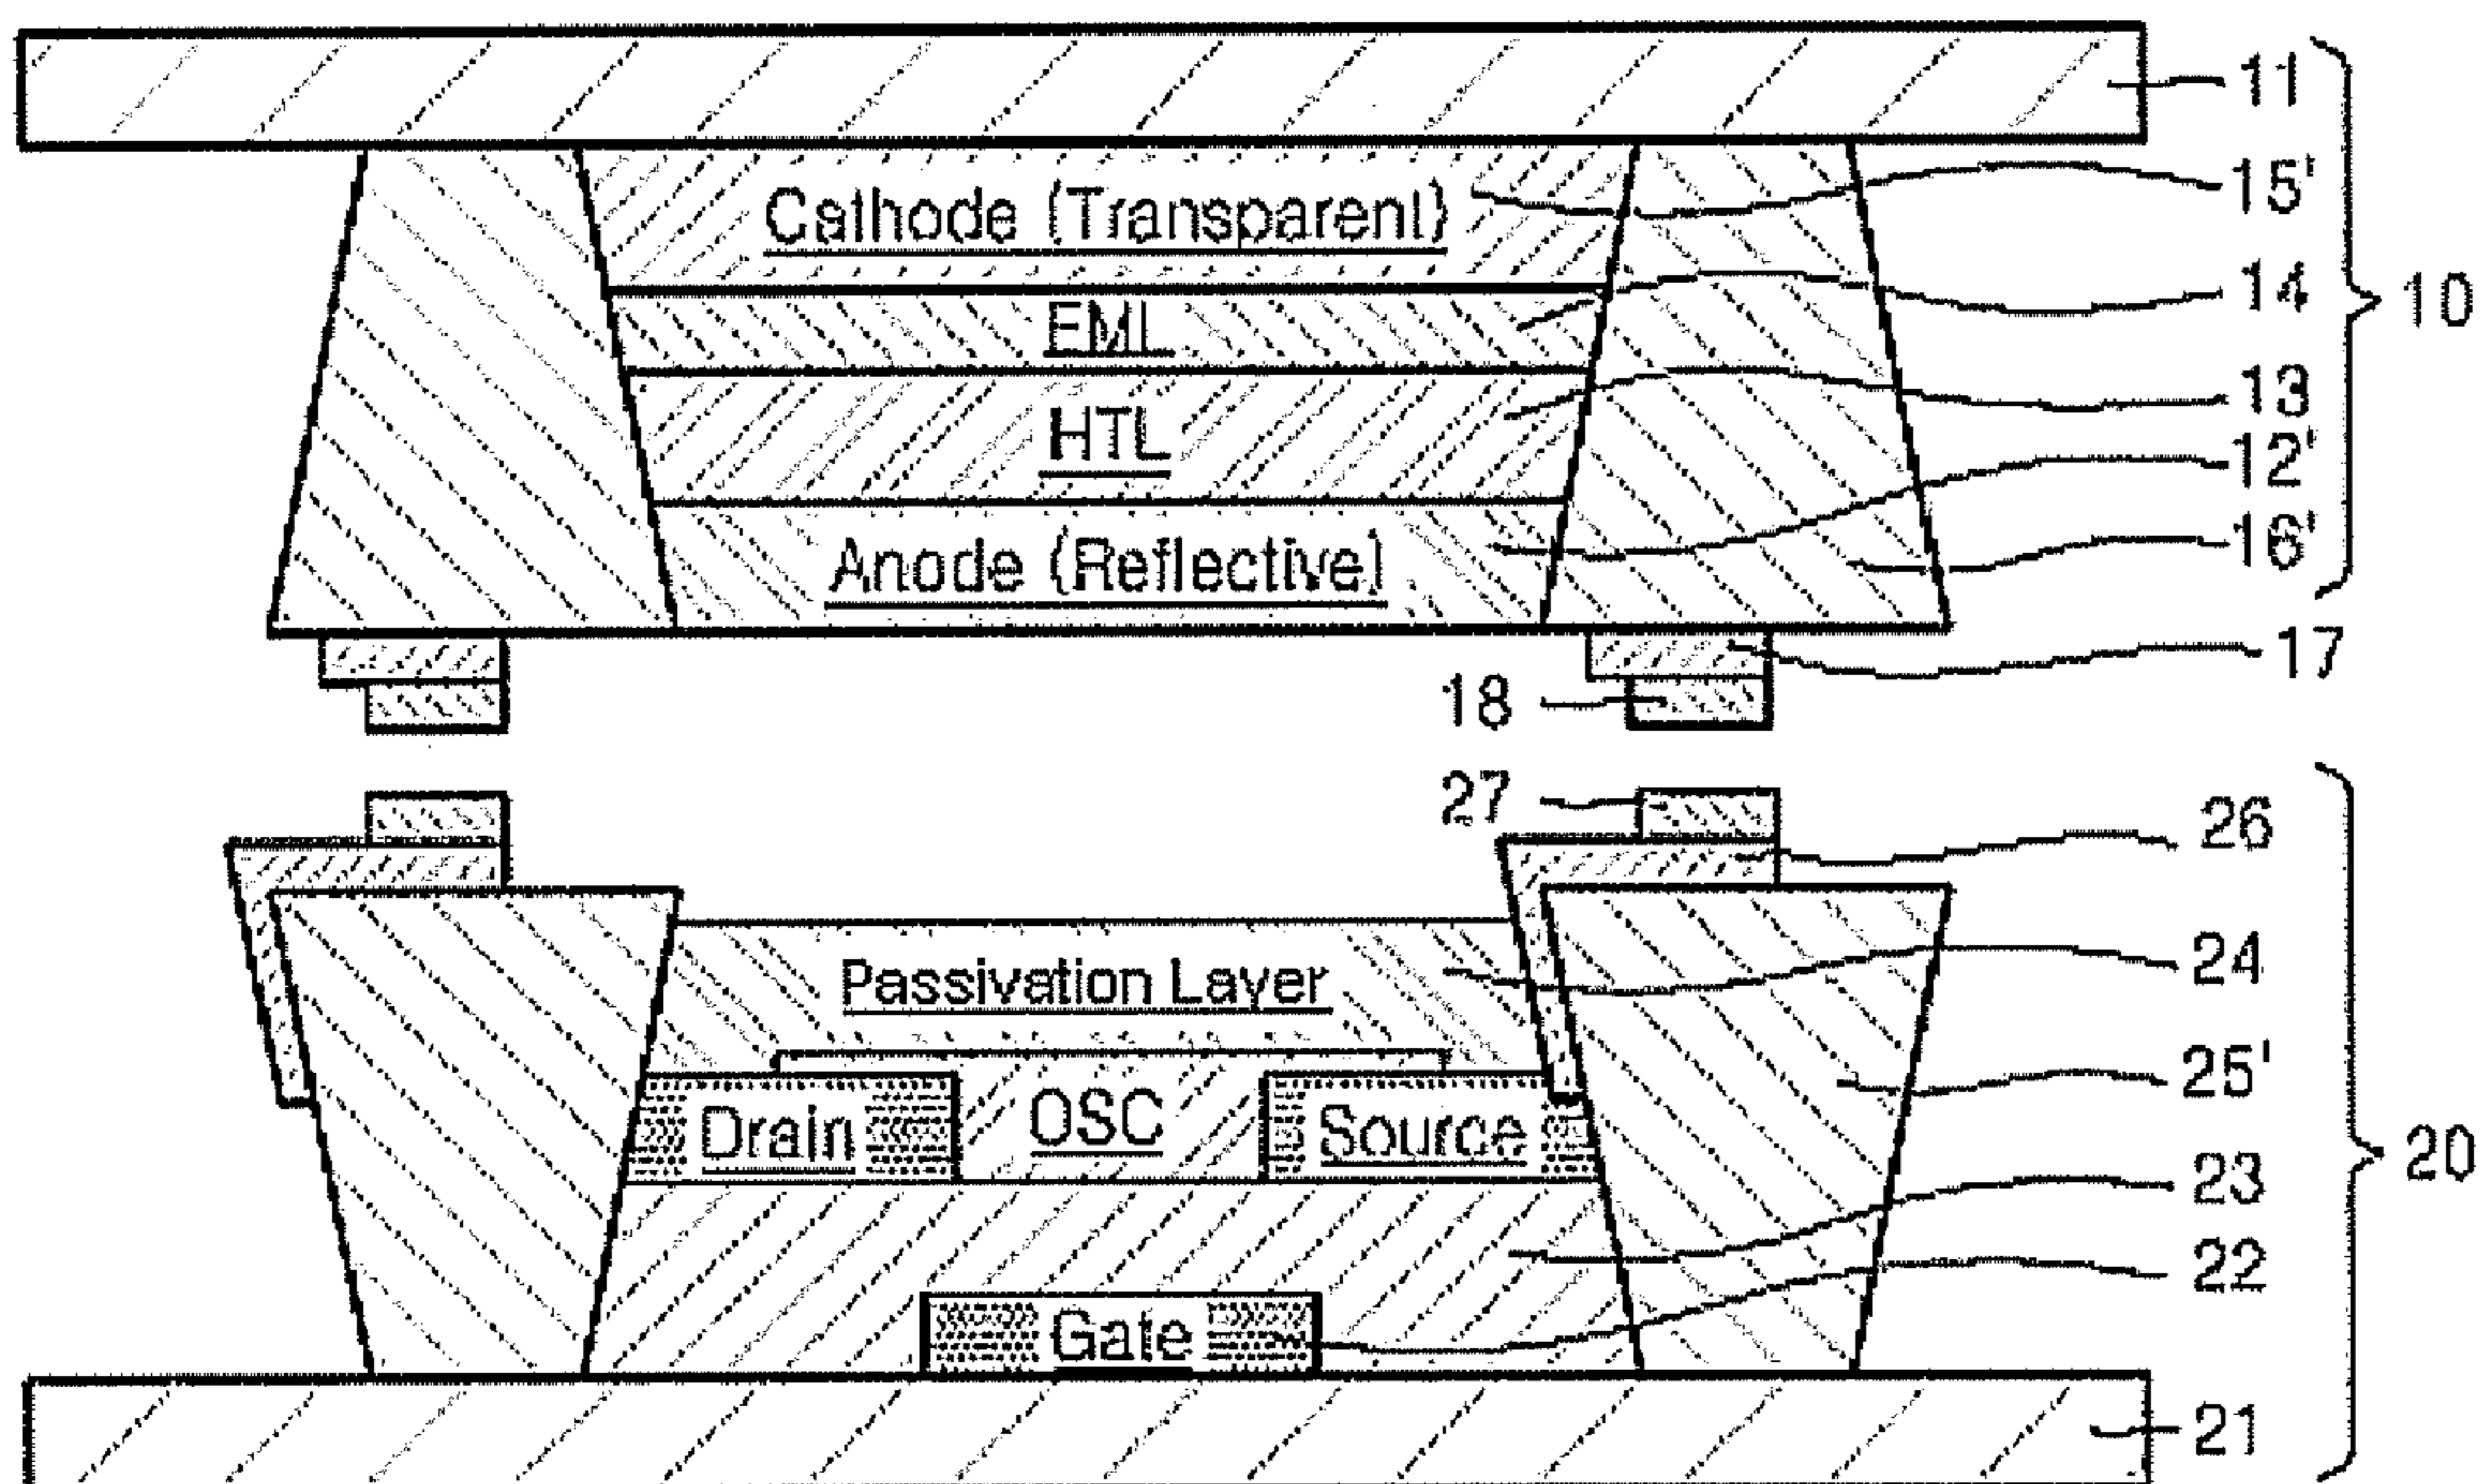 11
Cathode (Transparent)
15'
EML
14
10
HTL
13
12'
Anode (Reflective)
16'
17
18
27
26
Passivation Layer
24
25'
Drain
OSC
Source
20
23
22
Gate
21